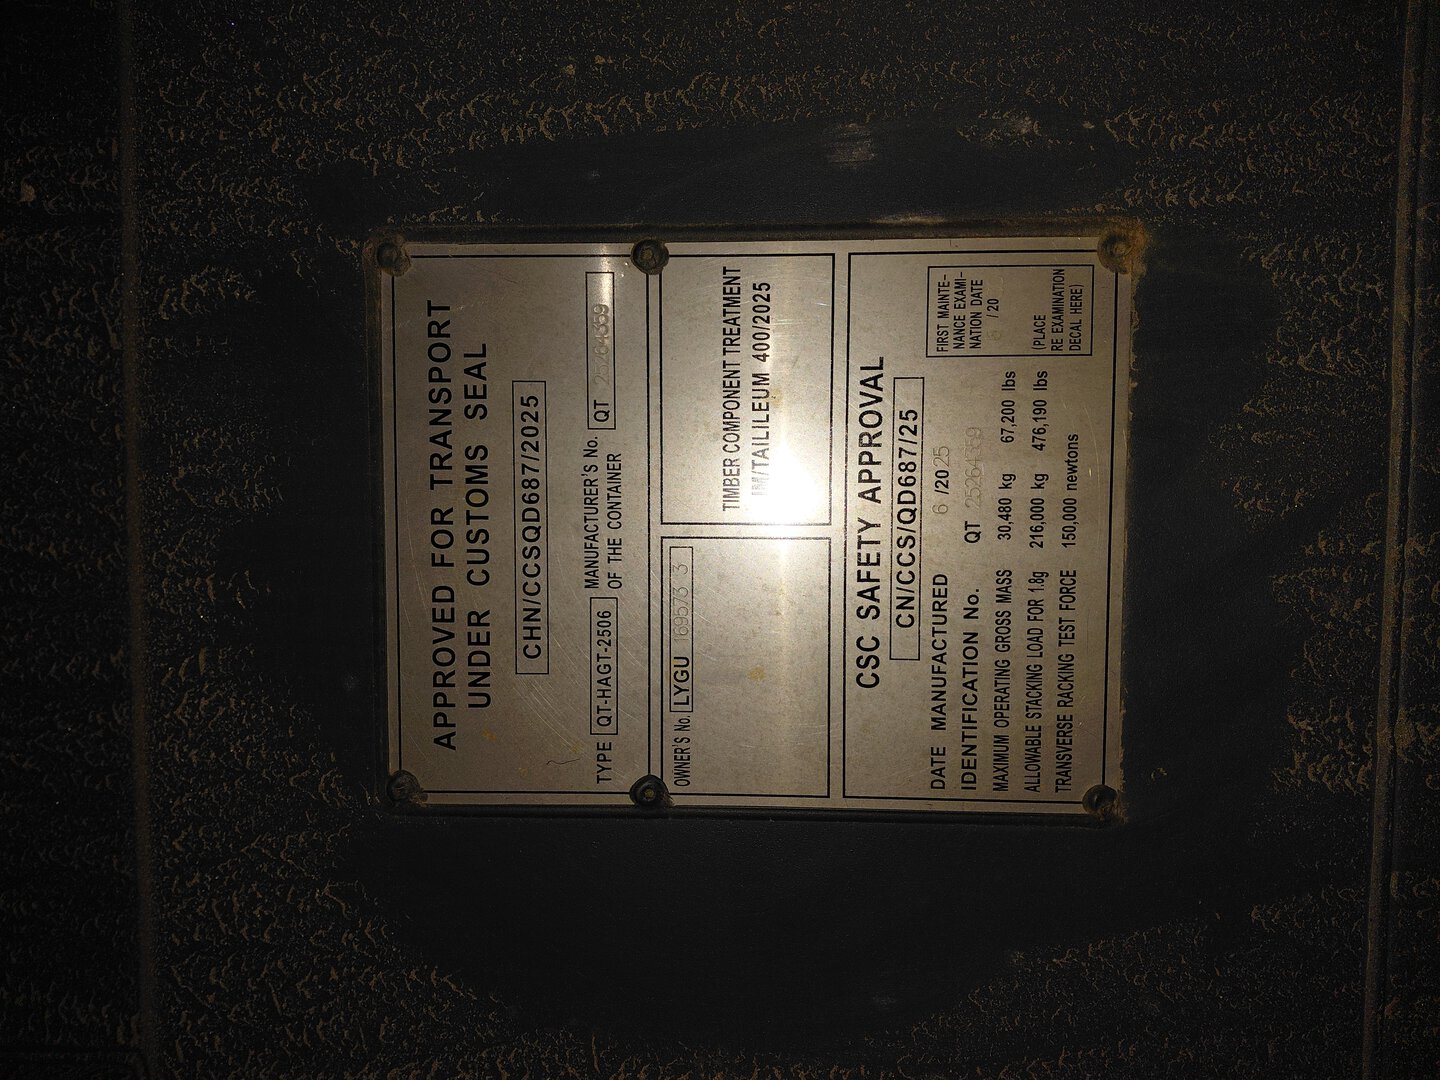 APPROVED FOR TRANSPORT
UNDER CUSTOMS SEAL
CHN/CCSQD687/2025
TYPE QT-HAGT-2506 MANUFACTURER'S No. OF THE CONTAINER QT 25264359
OWNER'S No. LYGU
TIMBER COMPONENT TREATMENT
IM/TAILILEUM 400/2025
CSC SAFETY APPROVAL
CN/CCS/QD687/25
DATE MANUFACTURED 6 /2025
IDENTIFICATION No. QT 25264359
MAXIMUM OPERATING GROSS MASS 30,480 kg 67,200 lbs
ALLOWABLE STACKING LOAD FOR 1.8g 216,000 kg 476,190 lbs
TRANSVERSE RACKING TEST FORCE 150,000 newtons
FIRST MAINTE-
NANCE EXAMI-
NATION DATE
/ 20
(PLACE
RE EXAMINATION
DECAL HERE)